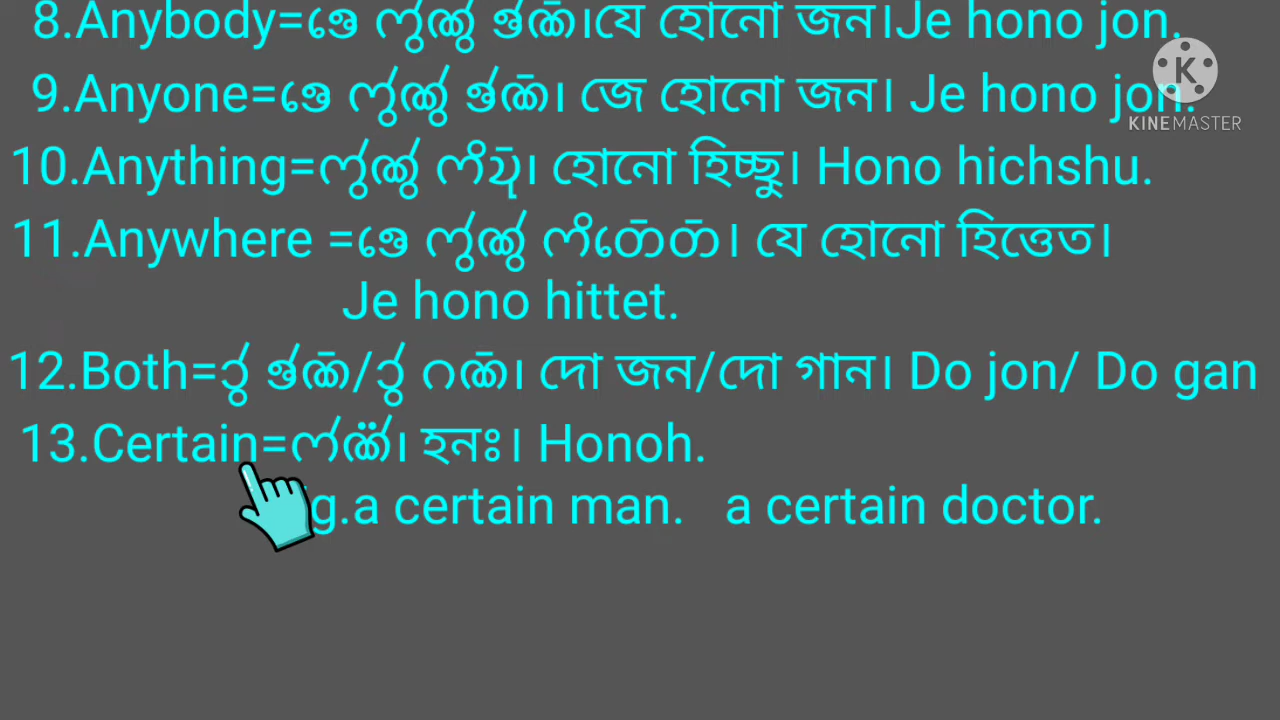 8.Anybody=𑄎𑄬 𑄦𑄮𑄚𑄮 𑄎𑄧𑄚𑄴।যে হোনো জন।Je hono jon.
9.Anyone=𑄎𑄬 𑄦𑄮𑄚𑄮 𑄎𑄧𑄚𑄴। জে হোনো জন। Je hono jon.
10.Anything=𑄦𑄮𑄚𑄮 𑄦𑄨𑄍𑄪𑄴। হোনো হিচ্ছু। Hono hichshu.
11.Anywhere =𑄎𑄬 𑄦𑄮𑄚𑄮 𑄦𑄨𑄖𑄬𑄴𑄖𑄴। যে হোনো হিত্তেত।
Je hono hittet.
12.Both=𑄘𑄮 𑄎𑄧𑄚𑄴/𑄘𑄮 𑄉𑄚𑄴। দো জন/দো গান। Do jon/ Do gan
13.Certain=𑄦𑄧𑄚𑄧𑄂। হনঃ। Honoh.
g.a certain man. a certain doctor.
K
KINEMASTER